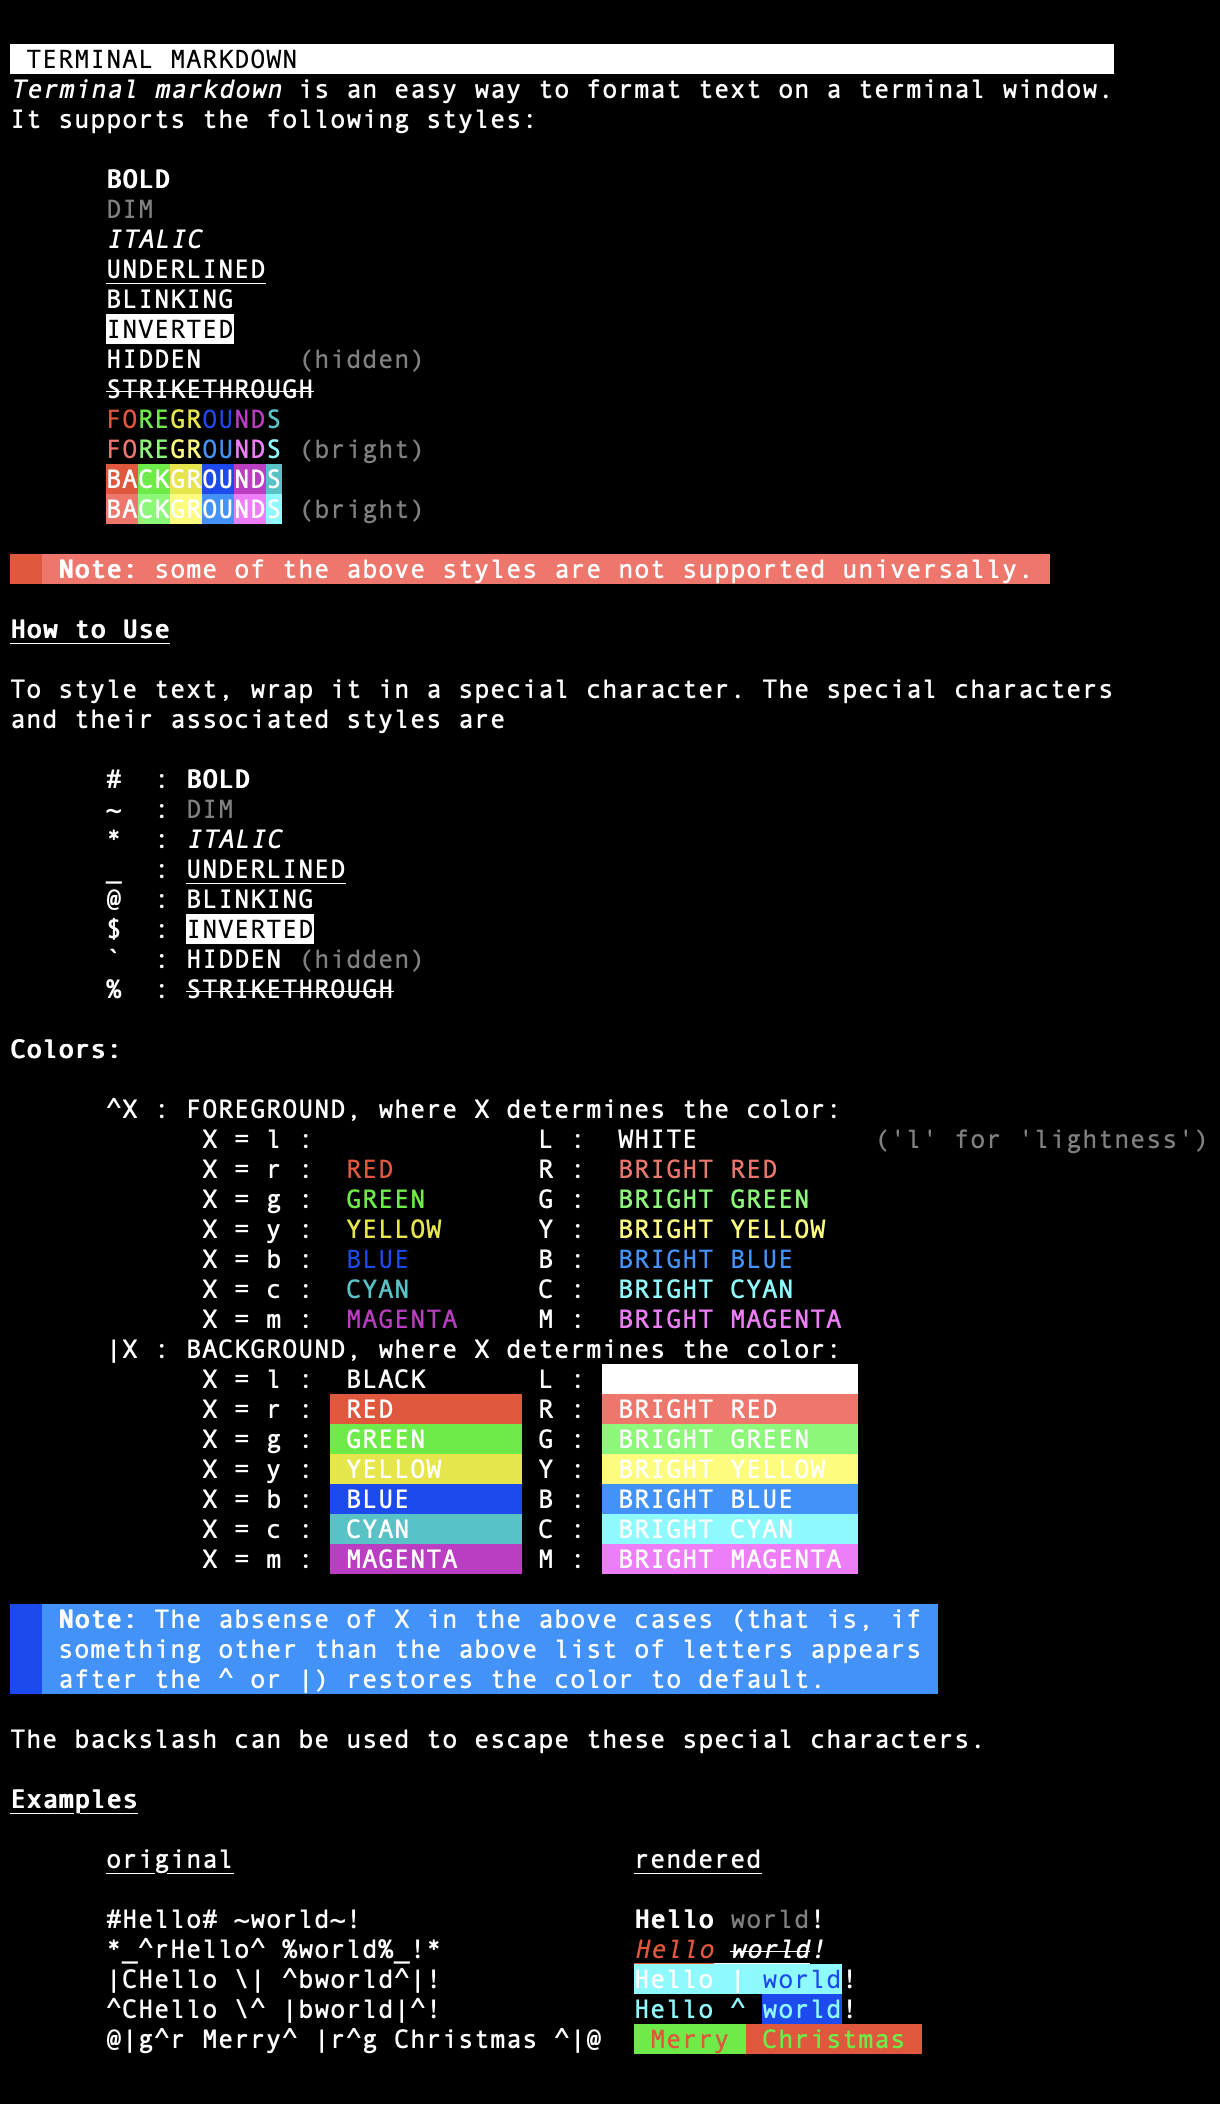 TERMINAL MARKDOWN
Terminal markdown is an easy way to format text on a terminal window.
It supports the following styles:
BOLD
DIM
ITALIC
UNDERLINED
BLINKING
INVERTED
HIDDEN (hidden)
STRIKETHROUGH
FOREGROUNDS
FOREGROUNDS (bright)
BACKGROUNDS
BACKGROUNDS (bright)
Note: some of the above styles are not supported universally.
How to Use
To style text, wrap it in a special character. The special characters
and their associated styles are
# : BOLD
~ : DIM
* : ITALIC
_ : UNDERLINED
@ : BLINKING
$ : INVERTED
` : HIDDEN (hidden)
% : STRIKETHROUGH
Colors:
^X : FOREGROUND, where X determines the color:
X = l : L : WHITE ('l' for 'lightness')
X = r : RED R : BRIGHT RED
X = g : GREEN G : BRIGHT GREEN
X = y : YELLOW Y : BRIGHT YELLOW
X = b : BLUE B : BRIGHT BLUE
X = c : CYAN C : BRIGHT CYAN
X = m : MAGENTA M : BRIGHT MAGENTA
|X : BACKGROUND, where X determines the color:
X = l : BLACK L :
X = r : RED R : BRIGHT RED
X = g : GREEN G : BRIGHT GREEN
X = y : YELLOW Y : BRIGHT YELLOW
X = b : BLUE B : BRIGHT BLUE
X = c : CYAN C : BRIGHT CYAN
X = m : MAGENTA M : BRIGHT MAGENTA
Note: The absense of X in the above cases (that is, if
something other than the above list of letters appears
after the ^ or |) restores the color to default.
The backslash can be used to escape these special characters.
Examples
original rendered
#Hello# ~world~! Hello world!
*_^rHello^ %world%_!* Hello world!
|CHello \| ^bworld^|! Hello | world!
^CHello \^ |bworld|^! Hello ^ world!
@|g^r Merry^ |r^g Christmas ^|@ Merry Christmas